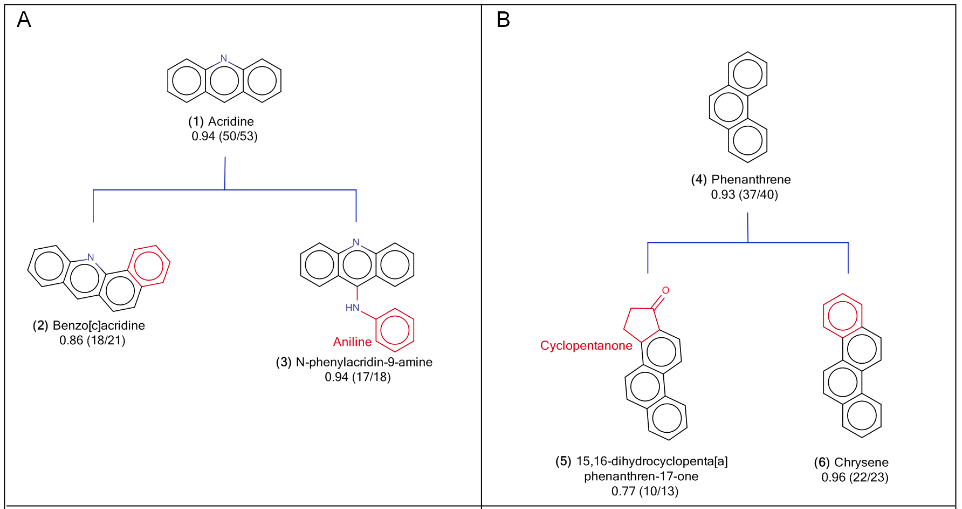 A
N
(1) Acridine
0.94 (50/53)
N
(2) Benzo[c]acridine
0.86 (18/21)
N
HN
Aniline
(3) N-phenylacridin-9-amine
0.94 (17/18)
B
(4) Phenanthrene
0.93 (37/40)
O
Cyclopentanone
(5) 15,16-dihydrocyclopenta[a]
phenanthren-17-one
0.77 (10/13)
(6) Chrysene
0.96 (22/23)